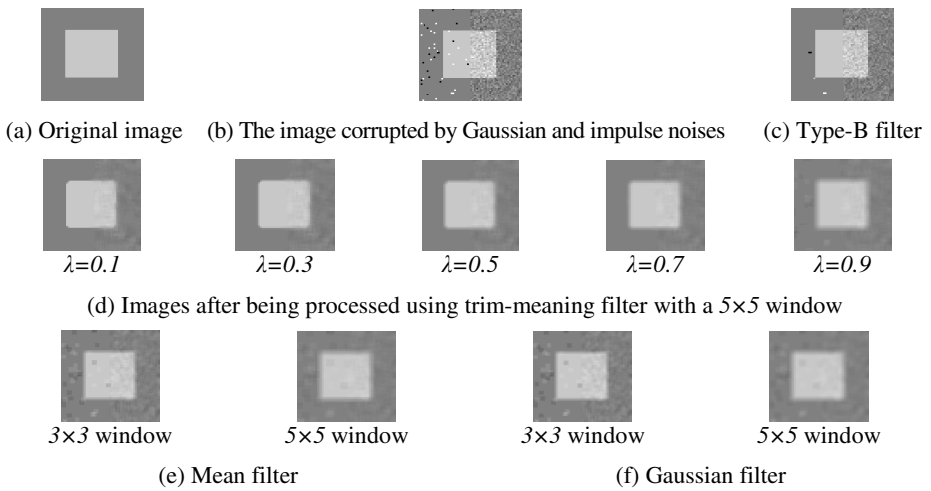 (a) Original image (b) The image corrupted by Gaussian and impulse noises (c) Type-B filter
λ=0.1 λ=0.3 λ=0.5 λ=0.7 λ=0.9
(d) Images after being processed using trim-meaning filter with a 5×5 window
3×3 window 5×5 window 3×3 window 5×5 window
(e) Mean filter (f) Gaussian filter